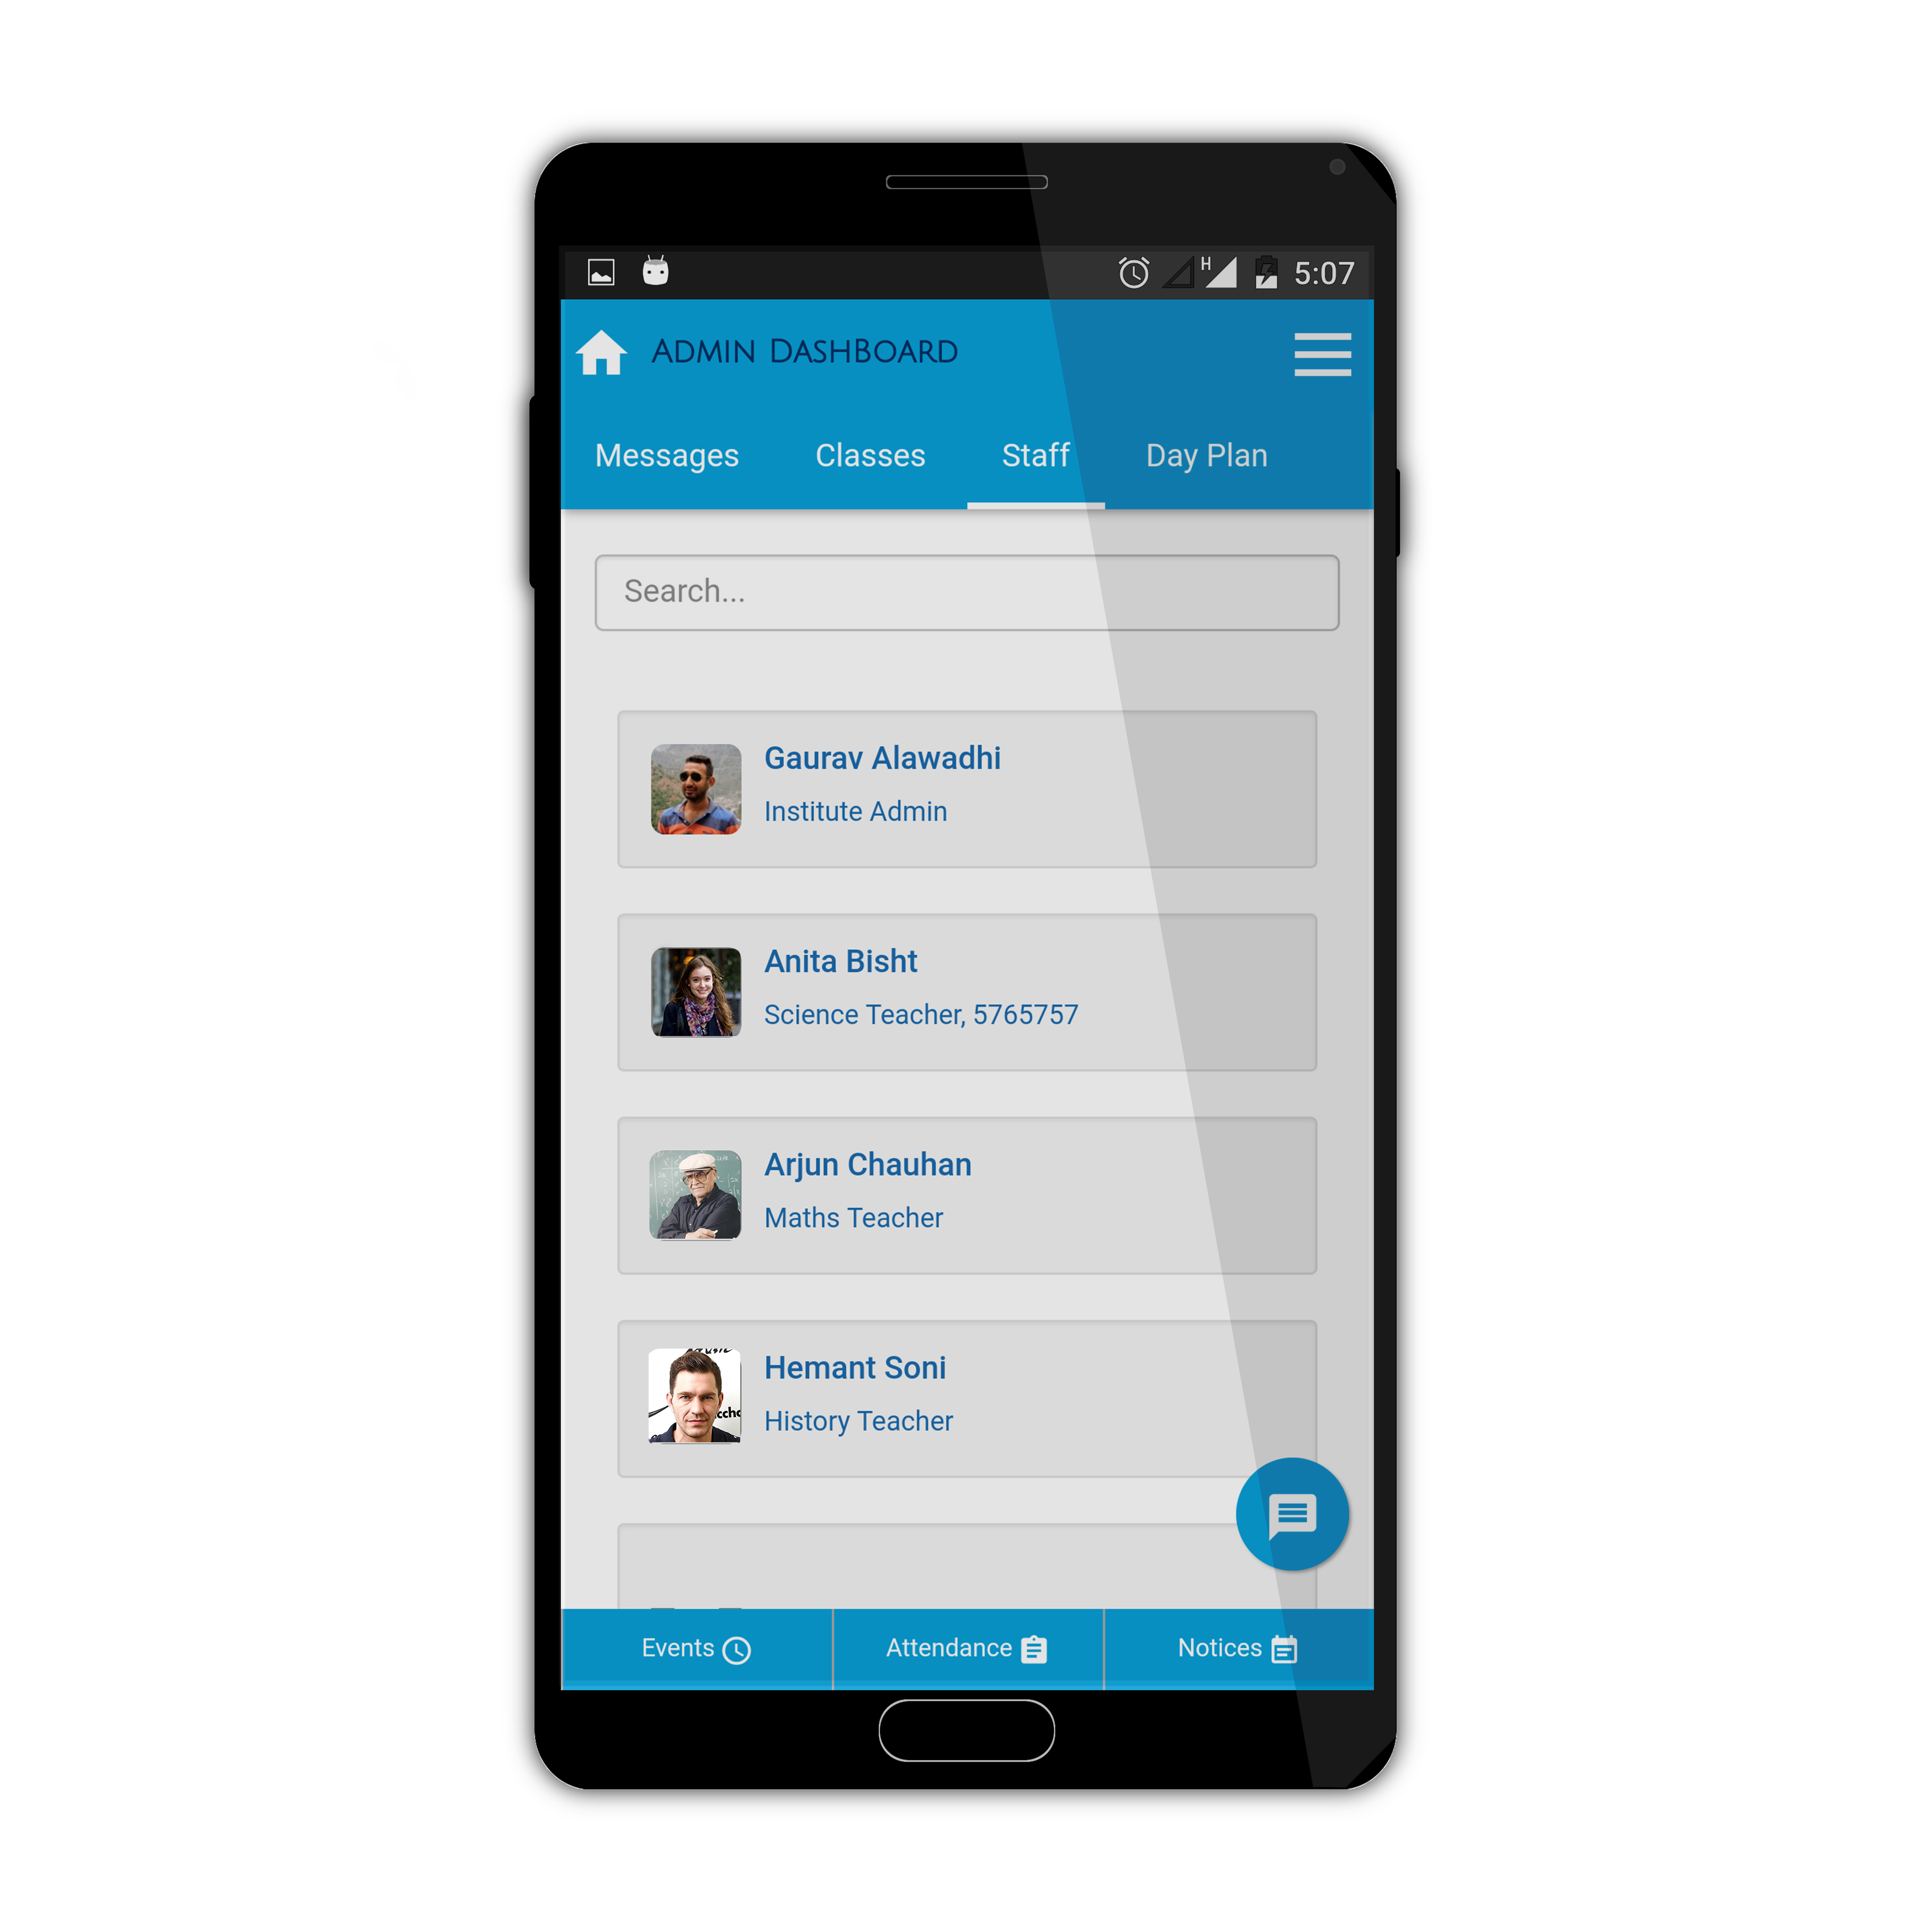 H 5:07
Admin DashBoard
Messages Classes Staff Day Plan
Search...
Gaurav Alawadhi
Institute Admin
Anita Bisht
Science Teacher, 5765757
Arjun Chauhan
Maths Teacher
Hemant Soni
History Teacher
Events Attendance Notices